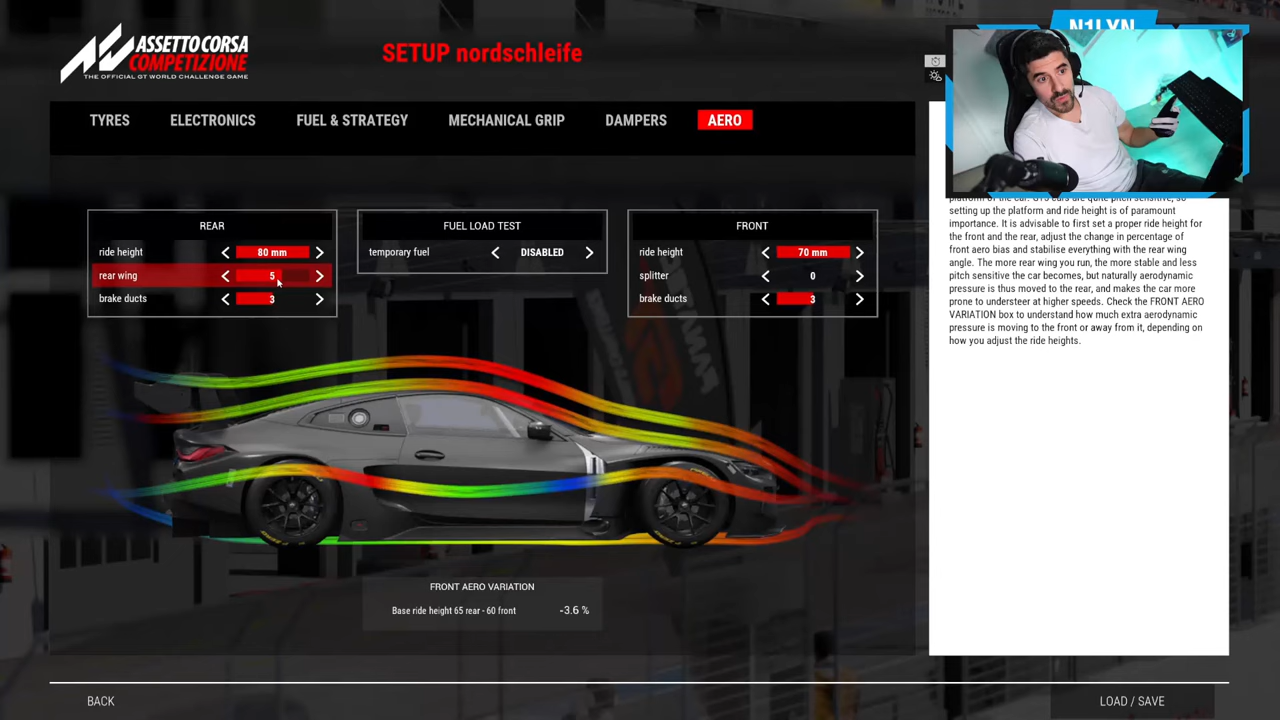 N1LYN
ASSETTO CORSA
COMPETIZIONE
THE OFFICIAL GT WORLD CHALLENGE GAME
SETUP nordschleife
TYRES
ELECTRONICS
FUEL & STRATEGY
MECHANICAL GRIP
DAMPERS
AERO
REAR
ride height
80 mm
rear wing
5
brake ducts
3
FUEL LOAD TEST
temporary fuel
DISABLED
FRONT
ride height
70 mm
splitter
0
brake ducts
3
setting up the platform and ride height is of paramount
importance. It is advisable to first set a proper ride height for
the front and the rear, adjust the change in percentage of
front aero bias and stabilise everything with the rear wing
angle. The more rear wing you run, the more stable and less
pitch sensitive the car becomes, but naturally aerodynamic
pressure is thus moved to the rear, and makes the car more
prone to understeer at higher speeds. Check the FRONT AERO
VARIATION box to understand how much extra aerodynamic
pressure is moving to the front or away from it, depending on
how you adjust the ride heights.
FRONT AERO VARIATION
Base ride height 65 rear - 60 front
-3.6 %
BACK
LOAD / SAVE